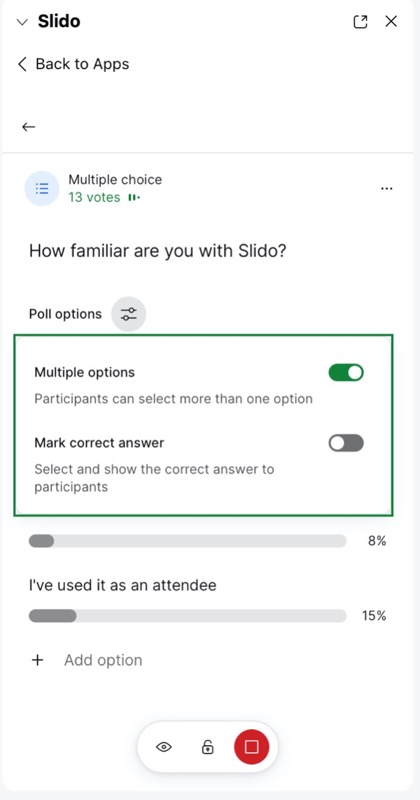 Slido
Back to Apps
Multiple choice
13 votes
How familiar are you with Slido?
Poll options
Multiple options
Participants can select more than one option
Mark correct answer
Select and show the correct answer to
participants
8%
I've used it as an attendee
15%
Add option